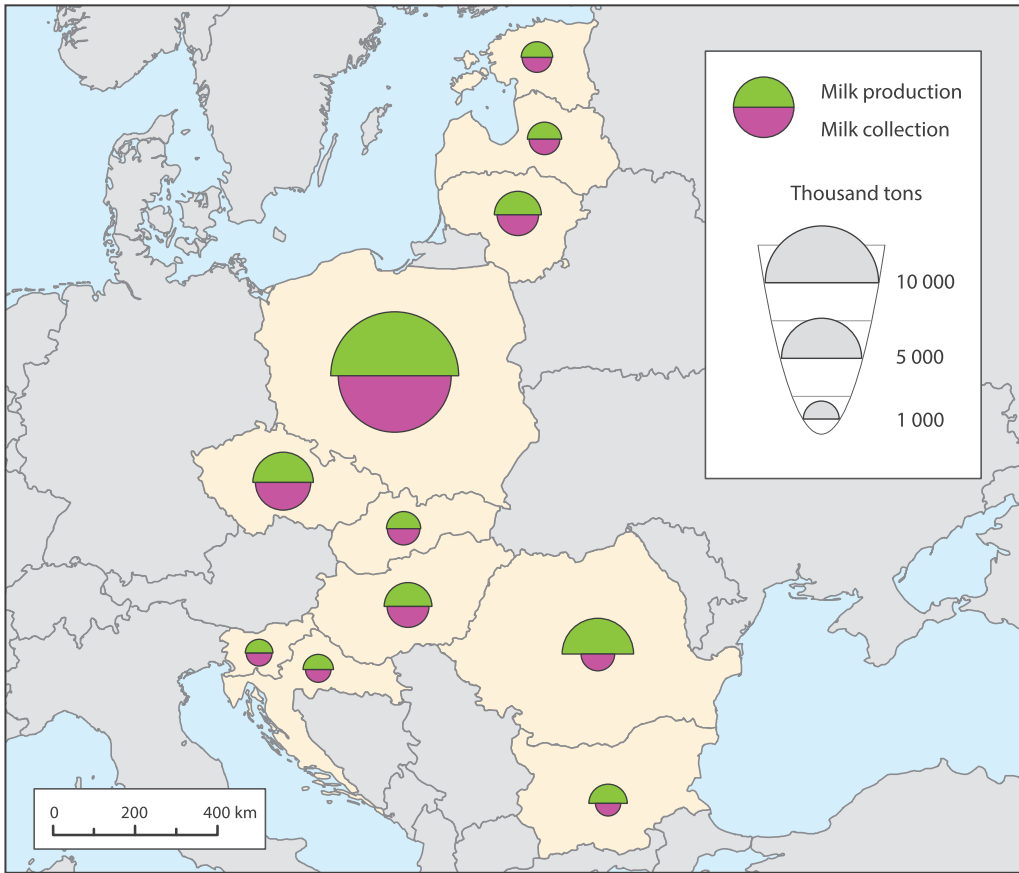 Milk production
Milk collection
Thousand tons
10 000
5 000
1 000
0 200 400 km